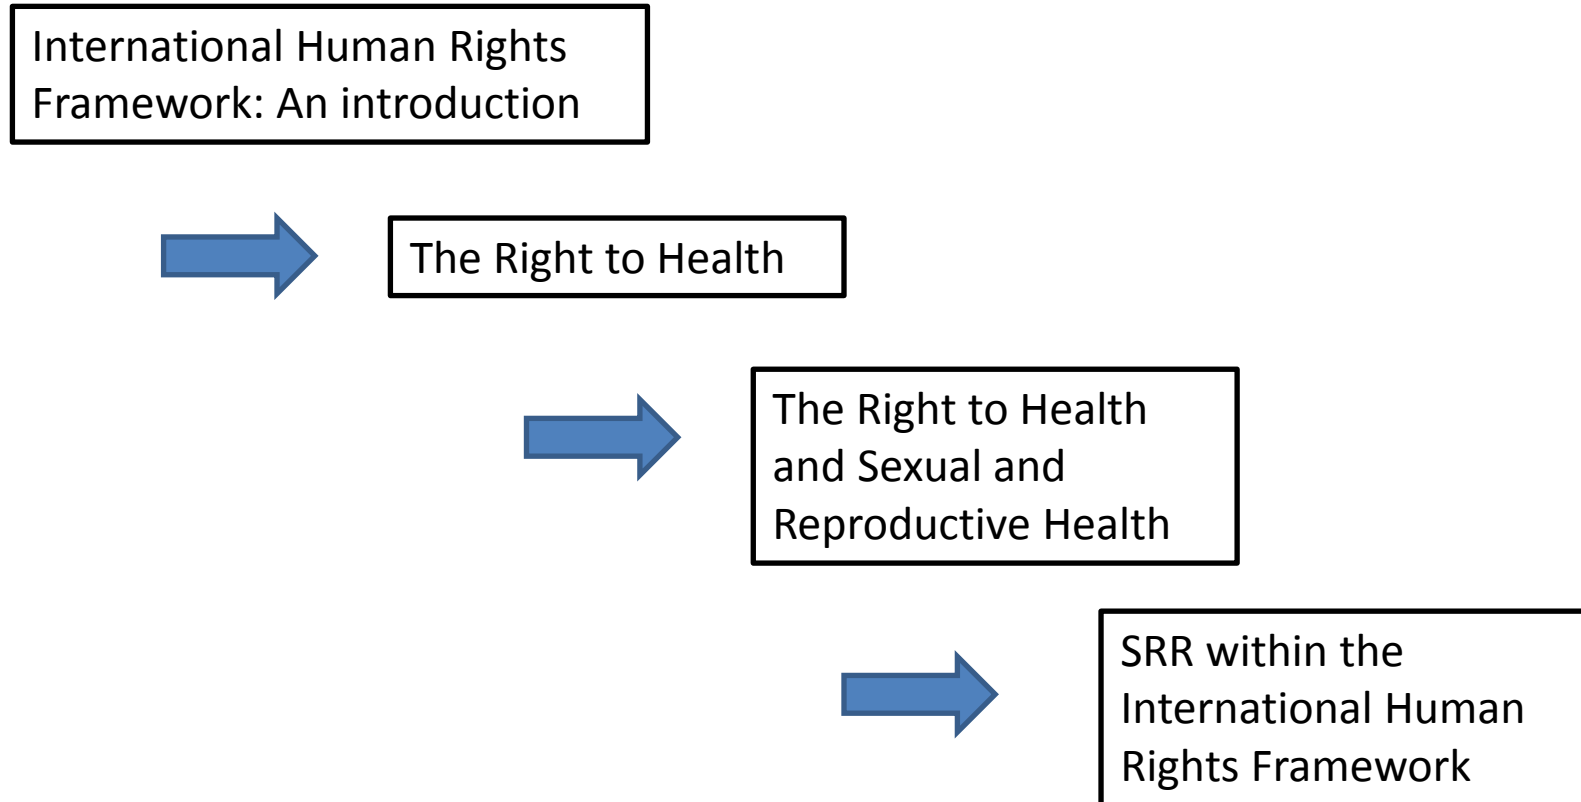 International Human Rights
Framework: An introduction
The Right to Health
The Right to Health
and Sexual and
Reproductive Health
SRR within the
International Human
Rights Framework